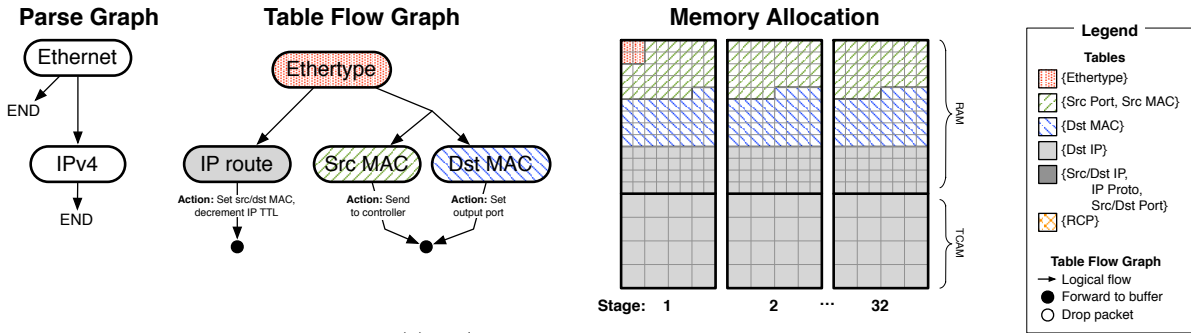 Parse Graph
Table Flow Graph
Memory Allocation
Ethernet
END
IPv4
END
Ethertype
IP route
Src MAC
Dst MAC
Action: Set src/dst MAC,
decrement IP TTL
Action: Send
to controller
Action: Set
output port
RAM
TCAM
Stage: 1 2 ... 32
Legend
Tables
{Ethertype}
{Src Port, Src MAC}
{Dst MAC}
{Dst IP}
{Src/Dst IP,
IP Proto,
Src/Dst Port}
{RCP}
Table Flow Graph
Logical flow
Forward to buffer
Drop packet